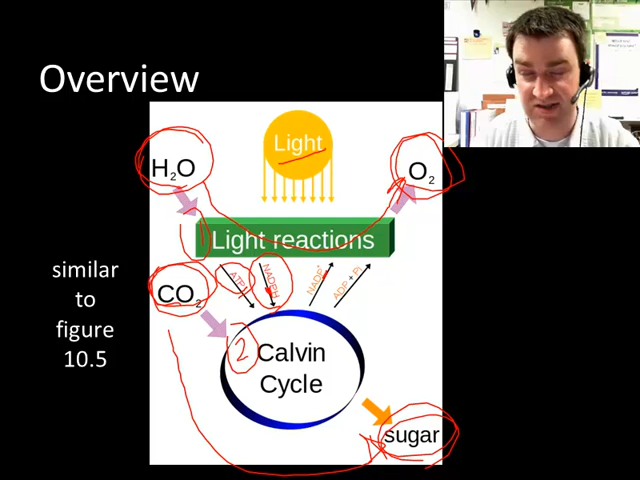 Overview
Light
H2O
O2
Light reactions
similar
to
figure
10.5
CO2
ATP
NADPH
NADP+
ADP + Pi
1
2
Calvin
Cycle
sugar